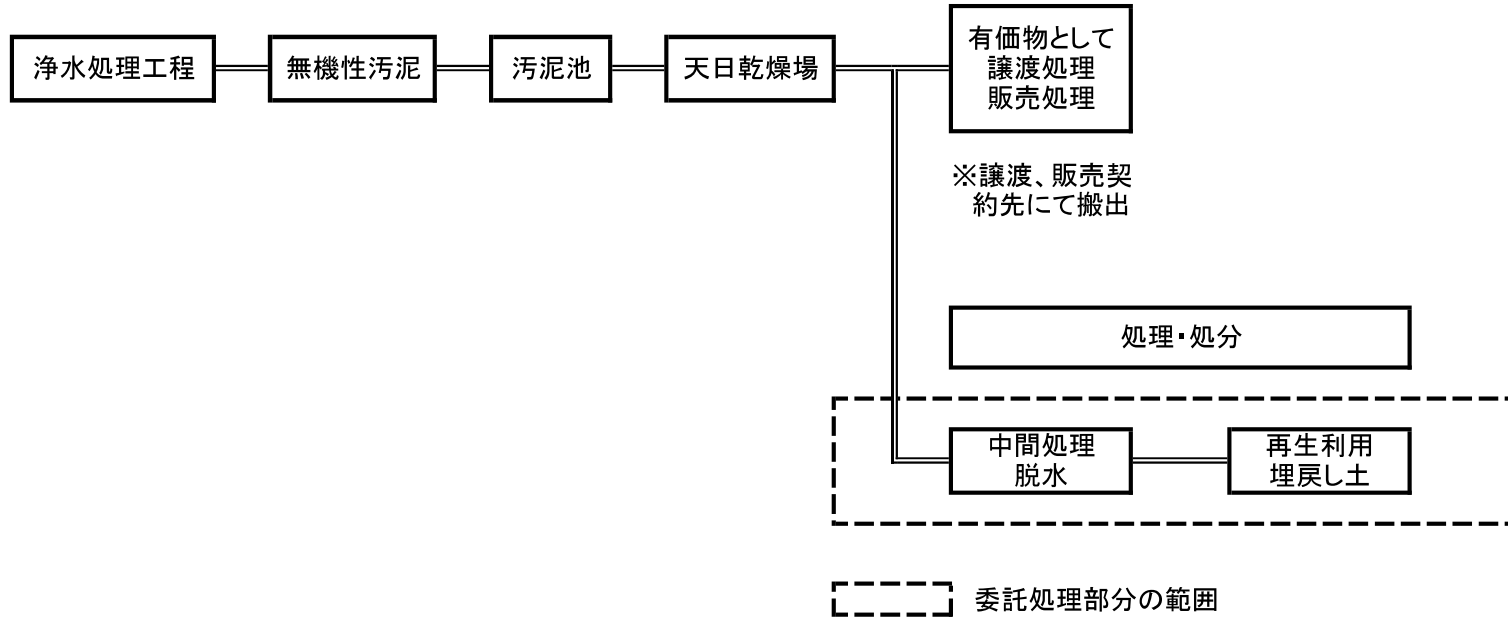 浄水処理工程
無機性汚泥
汚泥池
天日乾燥場
有価物として
譲渡処理
販売処理
※譲渡、販売契
約先にて搬出
処理・処分
中間処理
脱水
再生利用
埋戻し土
委託処理部分の範囲